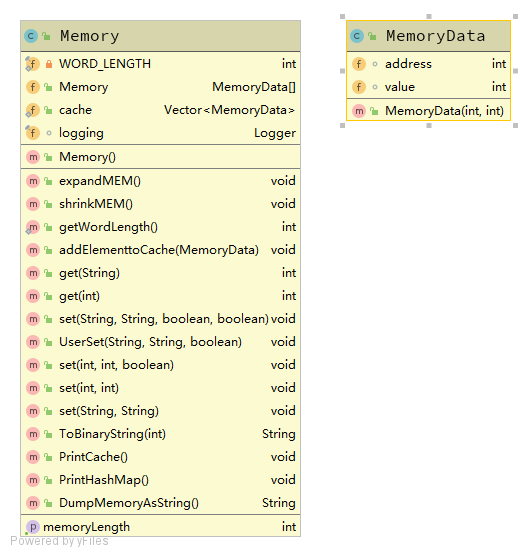 Memory
WORD_LENGTH int
Memory MemoryData[]
cache Vector<MemoryData>
logging Logger
Memory()
expandMEM() void
shrinkMEM() void
getWordLength() int
addElementtoCache(MemoryData) void
get(String) int
get(int) int
set(String, String, boolean, boolean) void
UserSet(String, String, boolean) void
set(int, int, boolean) void
set(int, int) void
set(String, String) void
ToBinaryString(int) String
PrintCache() void
PrintHashMap() void
DumpMemoryAsString() String
memoryLength int
MemoryData
address int
value int
MemoryData(int, int)
Powered by yFiles